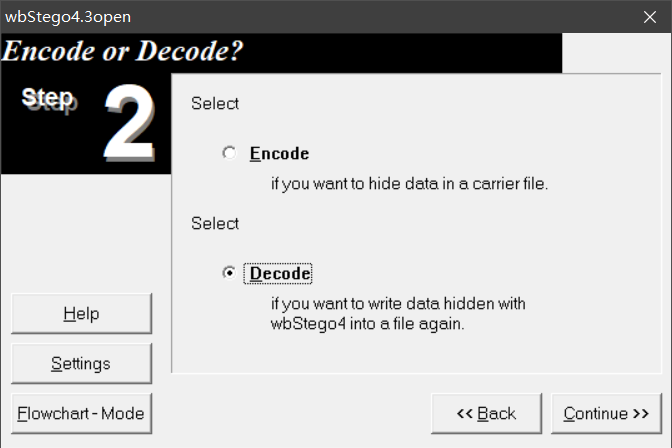 wbStego4.3open
Encode or Decode?
Step 2
Select
Encode
if you want to hide data in a carrier file.
Select
Decode
if you want to write data hidden with
wbStego4 into a file again.
Help
Settings
Flowchart - Mode
<< Back
Continue >>